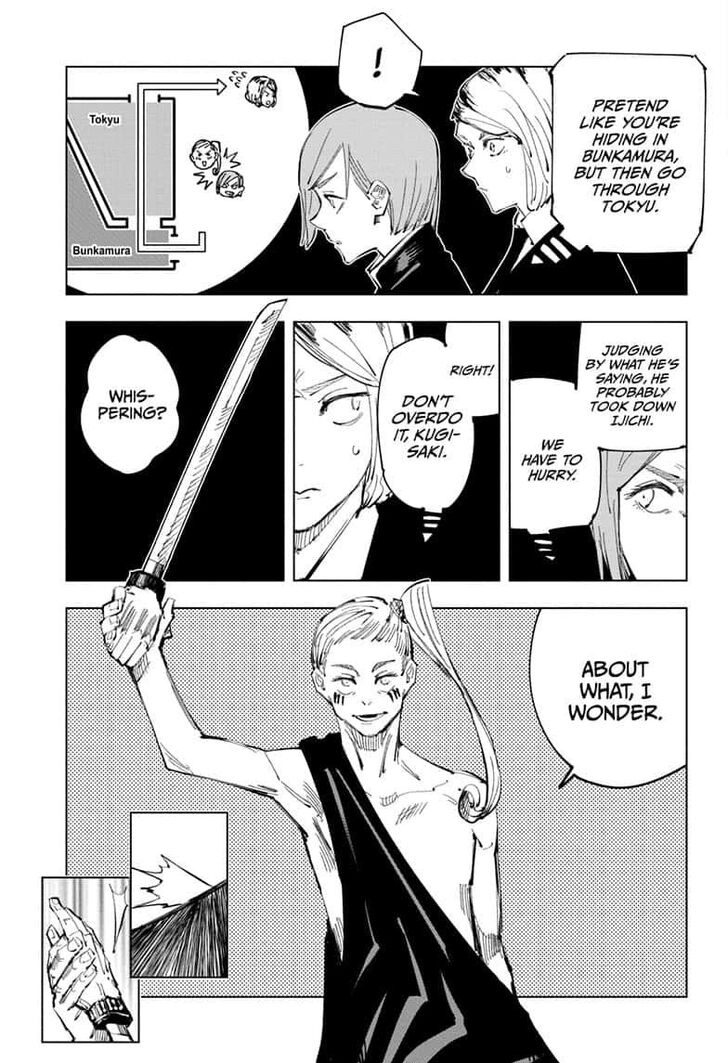 PRETEND
LIKE YOU'RE
HIDING IN
BUNKAMURA,
BUT THEN GO
THROUGH
TOKYU.
!
Tokyu
Bunkamura
JUDGING
BY WHAT HE'S
SAYING, HE
PROBABLY
TOOK DOWN
IJICHI.
WE
HAVE TO
HURRY.
RIGHT!
DON'T
OVERDO
IT, KUGI-
SAKI.
WHIS-
PERING?
ABOUT
WHAT, I
WONDER.